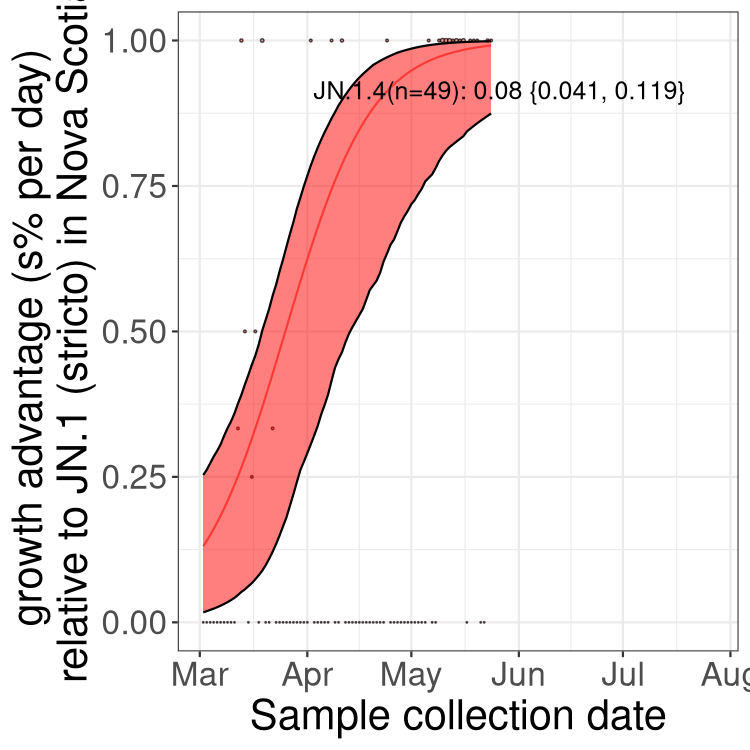 growth advantage (s% per day)
relative to JN.1 (stricto) in Nova Scotia
1.00
0.75
0.50
0.25
0.00
JN.1.4(n=49): 0.08 {0.041, 0.119}
Mar Apr May Jun Jul Aug
Sample collection date